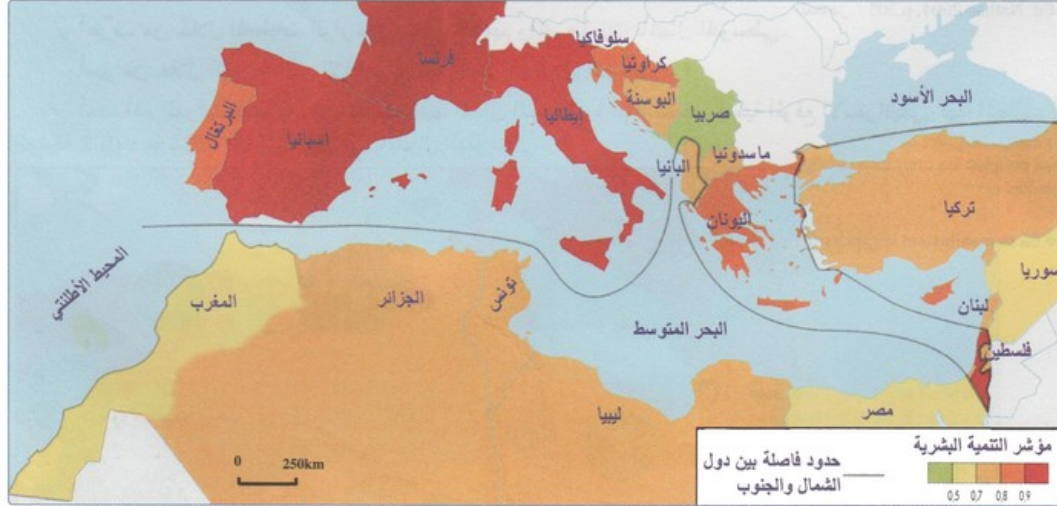 سلوفاكيا
كراوتيا
فرنسا
البوسنة
صربيا
البحر الأسود
إيطاليا
البرتغال
اسبانيا
ماسدونيا
البانيا
تركيا
اليونان
المحيط الأطلنتي
سوريا
المغرب
الجزائر
تونس
لبنان
البحر المتوسط
فلسطين
ليبيا
مصر
0 250km
مؤشر التنمية البشرية
0,5 0,7 0,8 0,9
حدود فاصلة بين دول
الشمال والجنوب